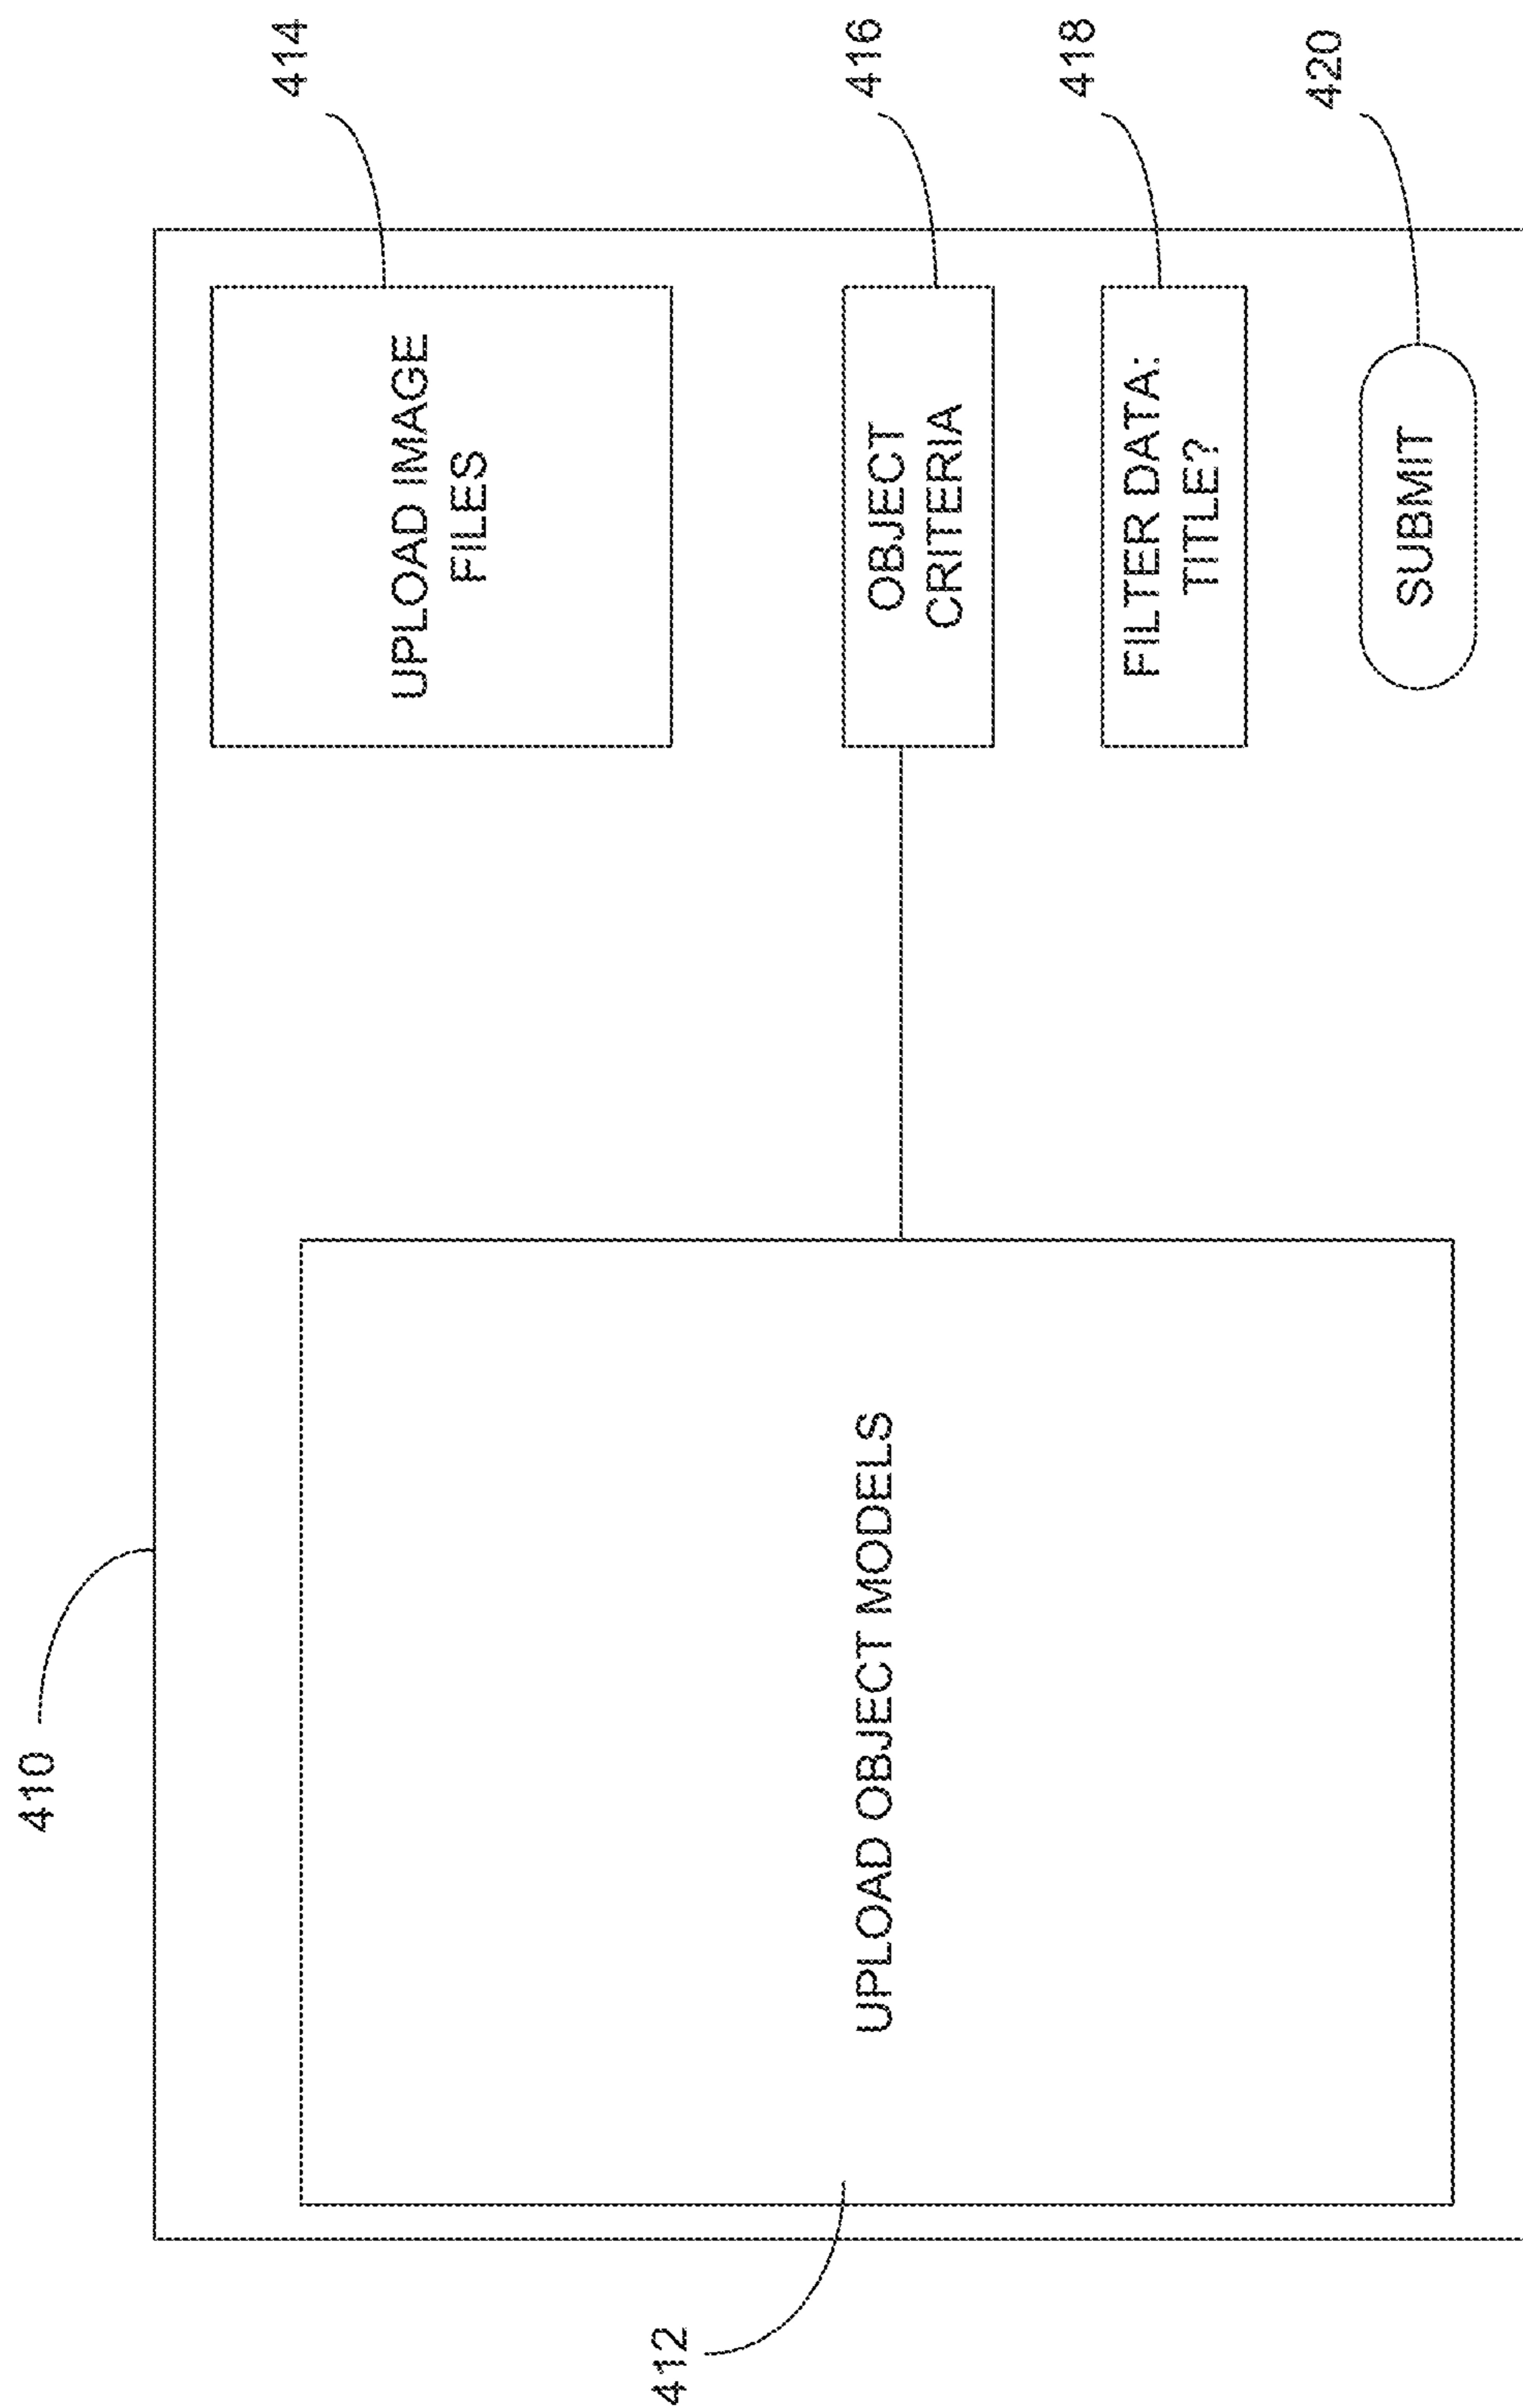 410
412
UPLOAD OBJECT MODELS
414
UPLOAD IMAGE
FILES
416
OBJECT
CRITERIA
418
FILTER DATA:
TITLE?
420
SUBMIT